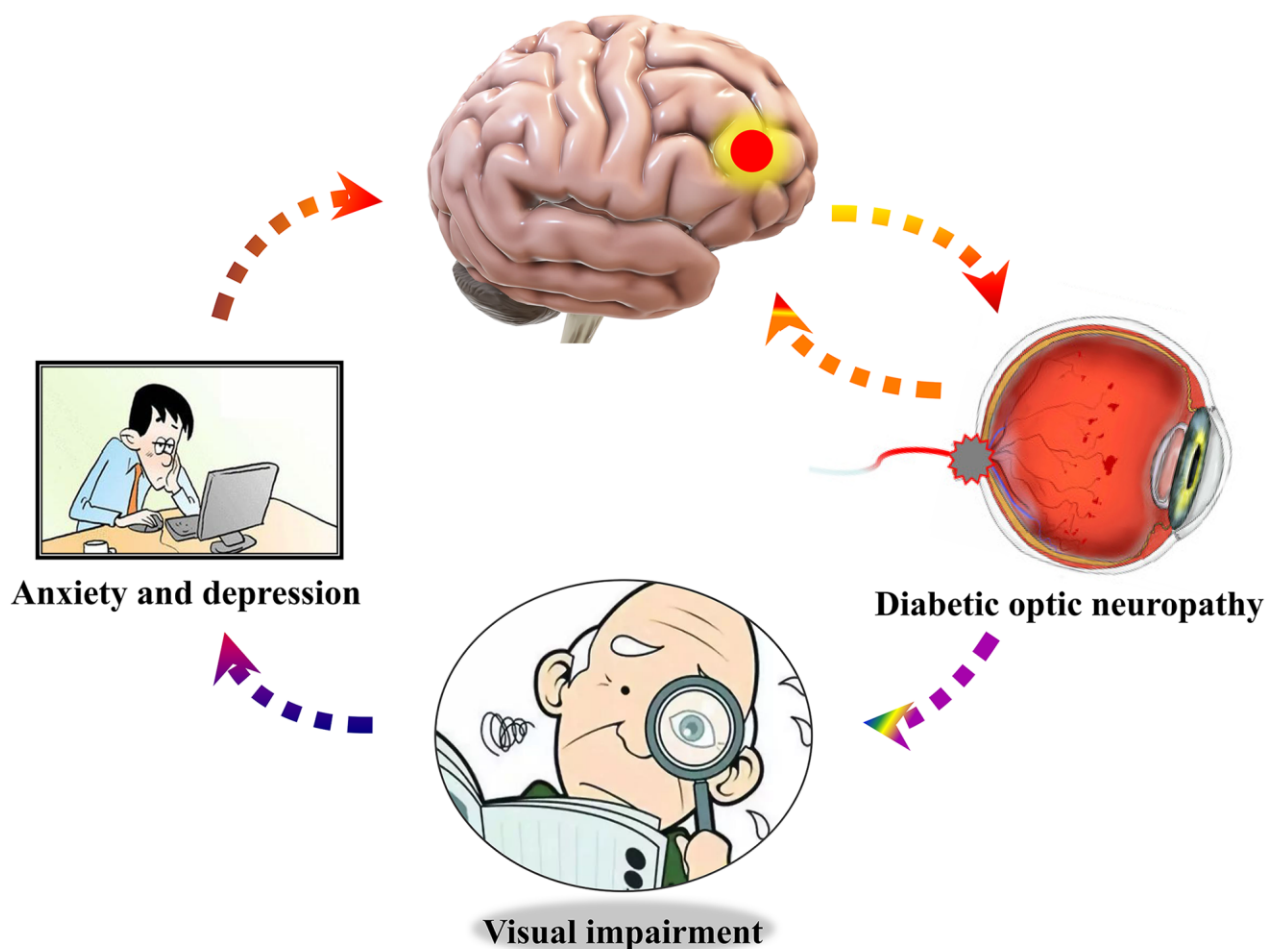 Anxiety and depression
Diabetic optic neuropathy
Visual impairment